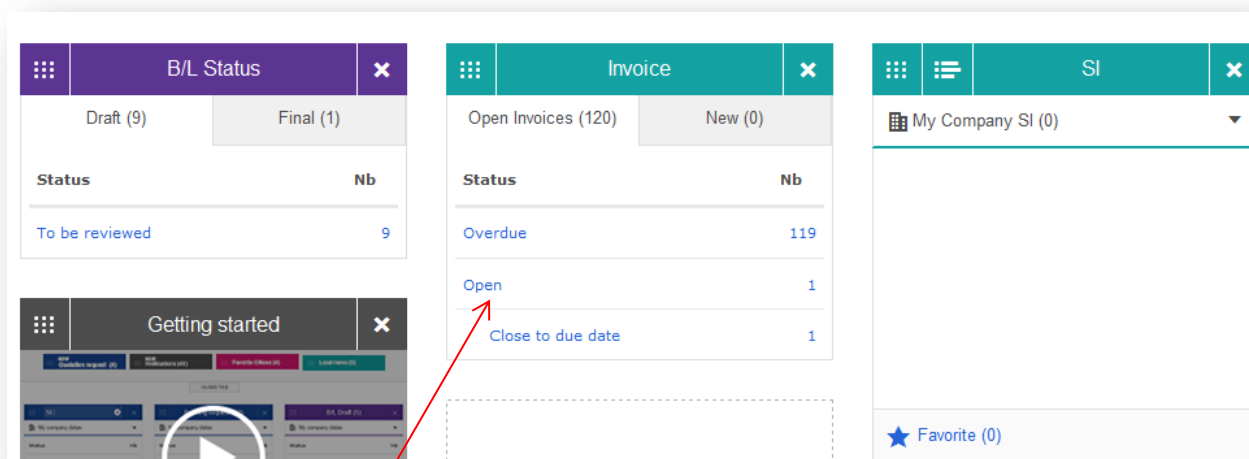 B/L Status
Draft (9)
Final (1)
Status Nb
To be reviewed 9
Getting started
Invoice
Open Invoices (120)
New (0)
Status Nb
Overdue 119
Open 1
Close to due date 1
SI
My Company SI (0)
Favorite (0)